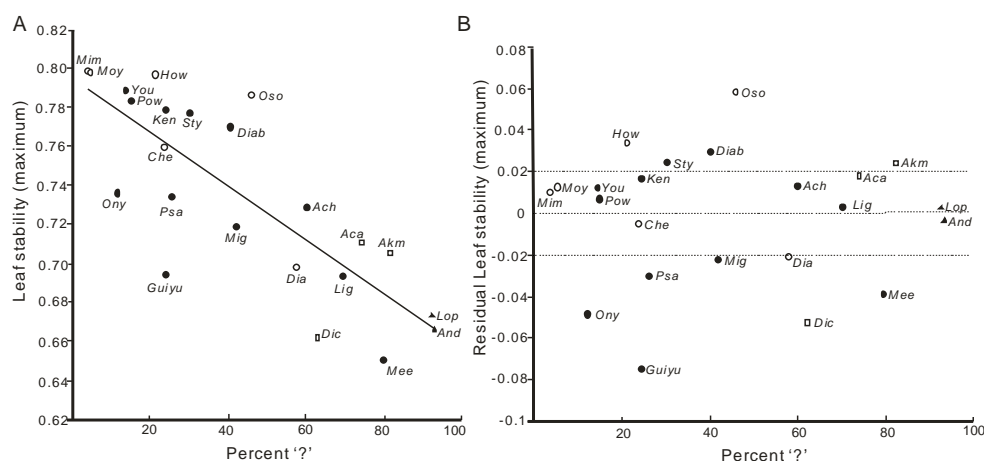 A
0.82
0.80
0.78
0.76
0.74
0.72
0.70
0.68
0.66
0.64
0.62
Leaf stability (maximum)
20
40
60
80
100
Percent ‘?’
Mim
Moy
How
You
Pow
Ken
Sty
Oso
Diab
Che
Ony
Psa
Mig
Ach
Aca
Akm
Guiyu
Dia
Lig
Dic
Lop
And
Mee
B
0.08
0.06
0.04
0.02
0
-0.02
-0.04
-0.06
-0.08
-0.1
Residual Leaf stability (maximum)
20
40
60
80
100
Percent ‘?’
Oso
How
Sty
Diab
Akm
Ken
Aca
Moy
Mim
You
Pow
Ach
Lig
Lop
And
Che
Mig
Dia
Psa
Mee
Ony
Dic
Guiyu